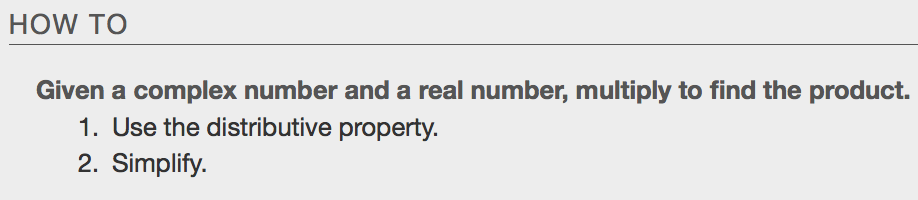 HOW TO
Given a complex number and a real number, multiply to find the product.
1. Use the distributive property.
2. Simplify.